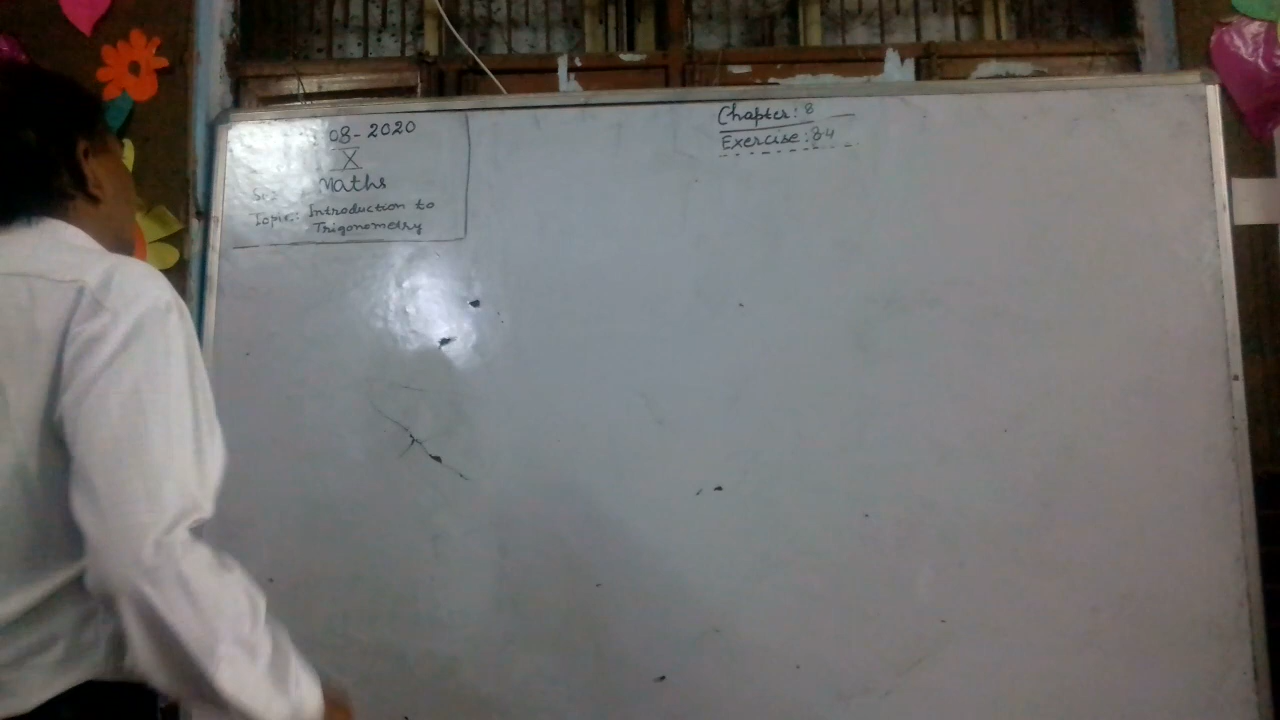 08-2020
X
Maths
Topic: Introduction to
Trigonometry
Chapter: 8
Exercise: 8.4